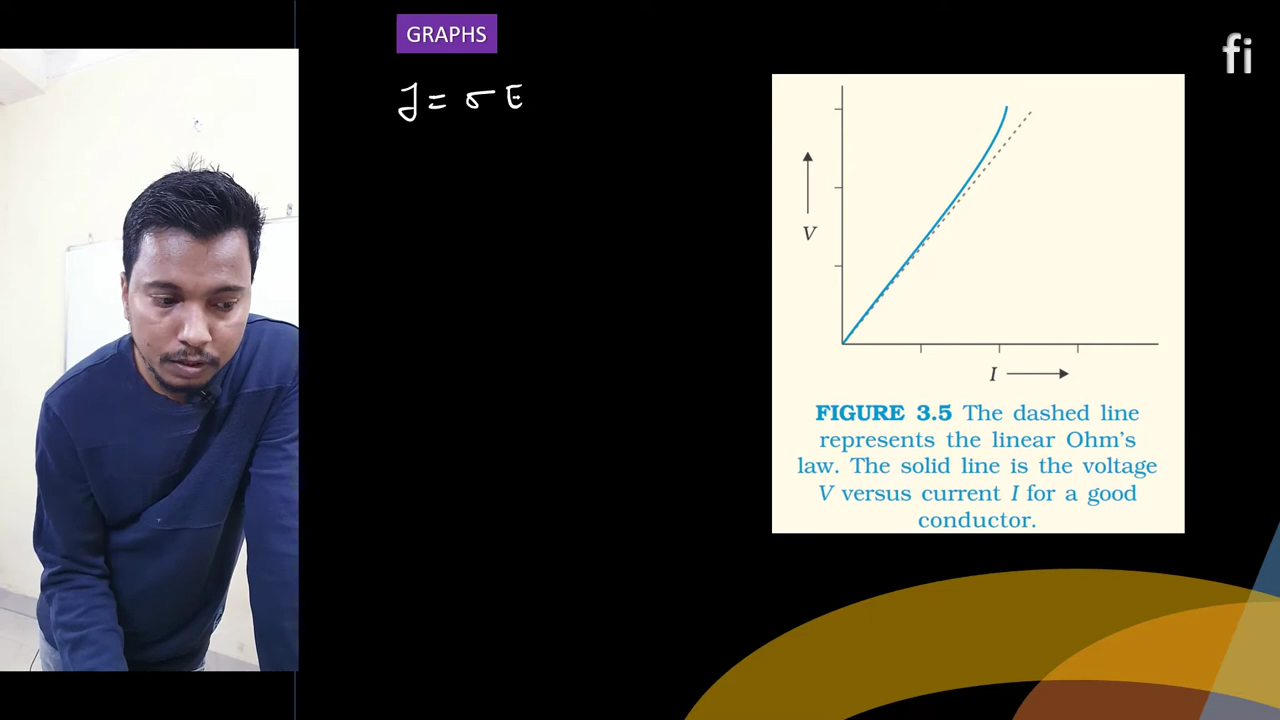 GRAPHS
fi
J = σ E
V
I
FIGURE 3.5 The dashed line
represents the linear Ohm's
law. The solid line is the voltage
V versus current I for a good
conductor.